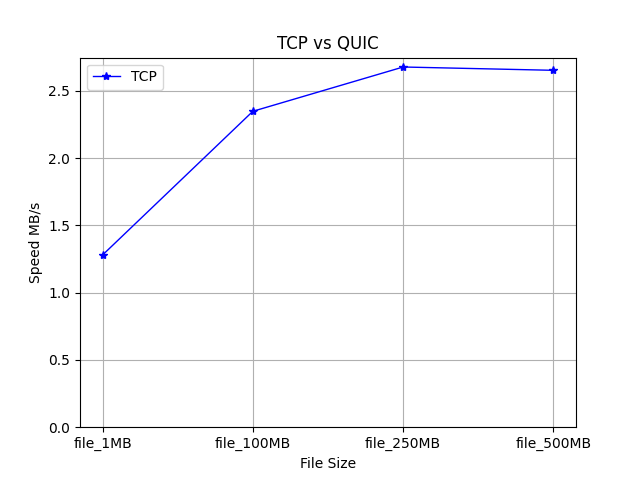 TCP vs QUIC
TCP
2.5
2.0
1.5
1.0
0.5
0.0
Speed MB/s
file_1MB file_100MB file_250MB file_500MB
File Size